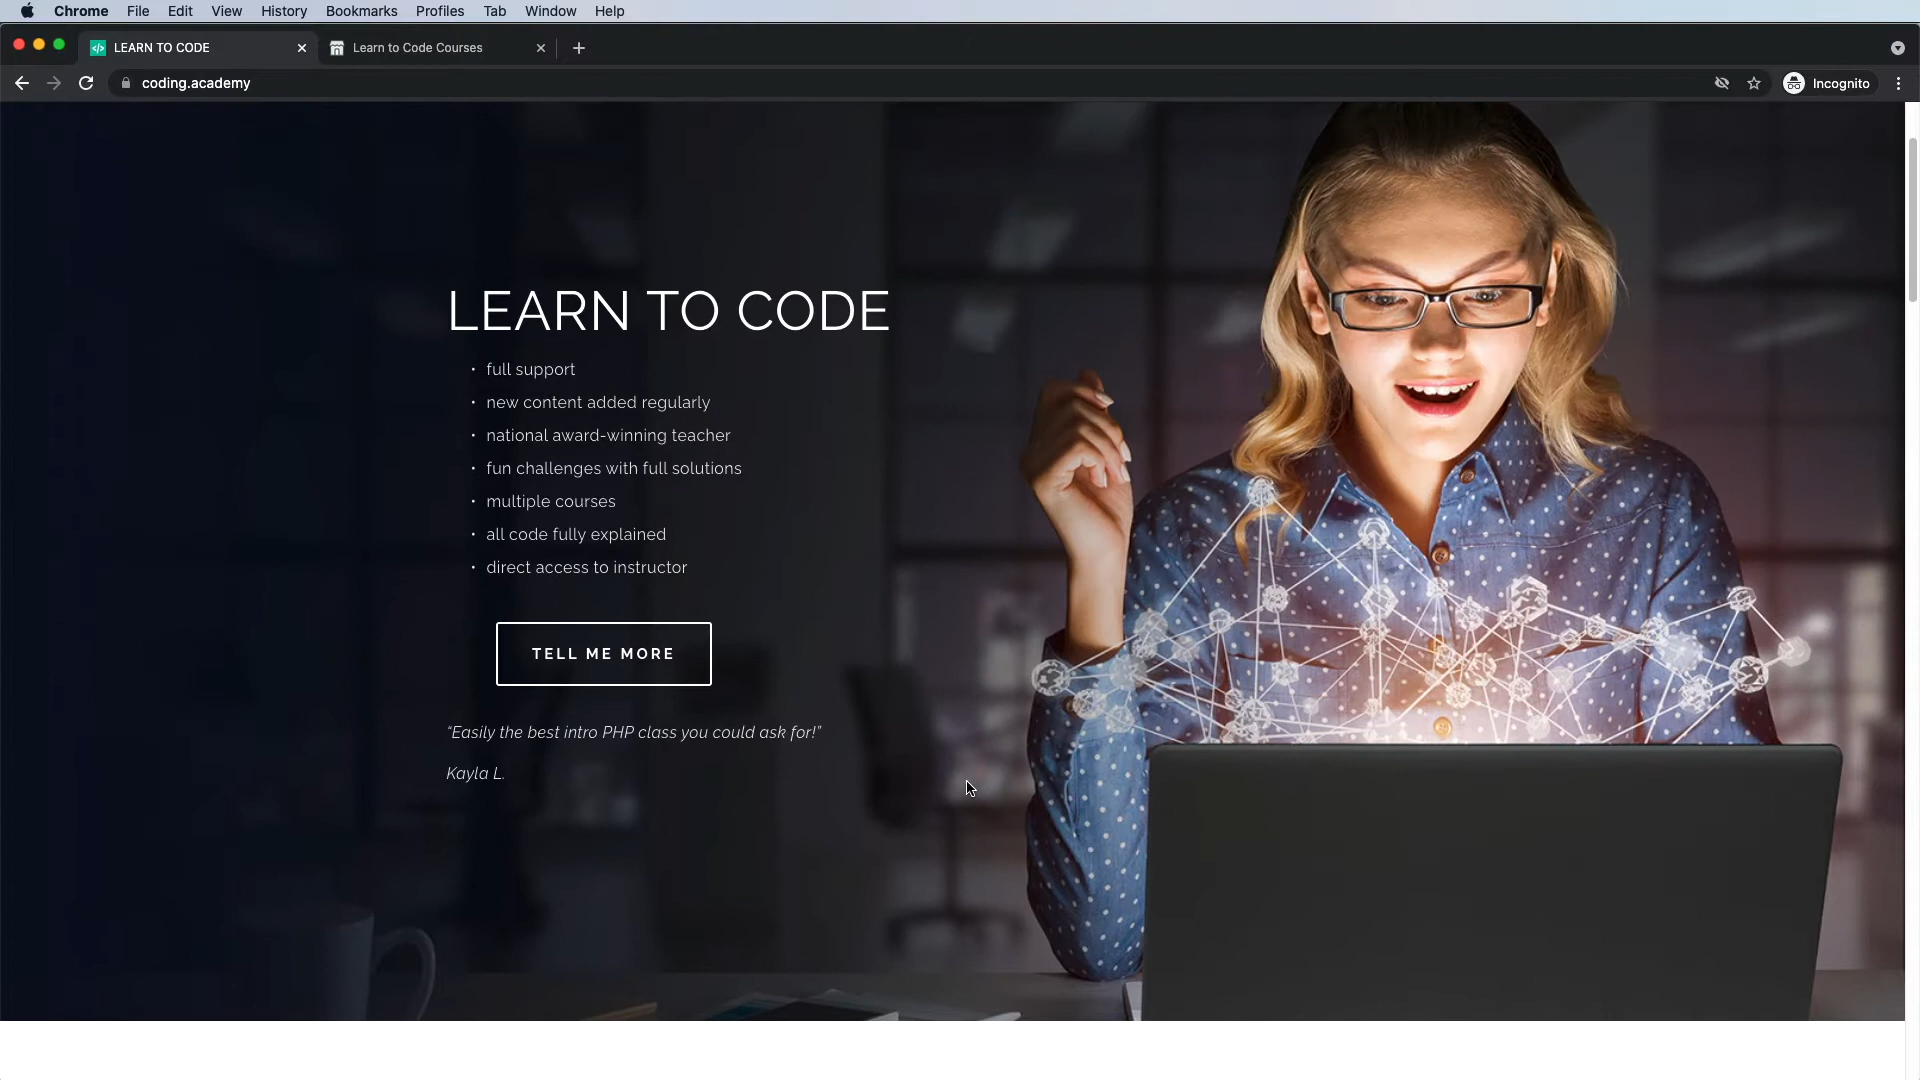 Chrome File Edit View History Bookmarks Profiles Tab Window Help
LEARN TO CODE
Learn to Code Courses
coding.academy
Incognito
LEARN TO CODE
• full support
• new content added regularly
• national award-winning teacher
• fun challenges with full solutions
• multiple courses
• all code fully explained
• direct access to instructor
TELL ME MORE
“Easily the best intro PHP class you could ask for!”
Kayla L.